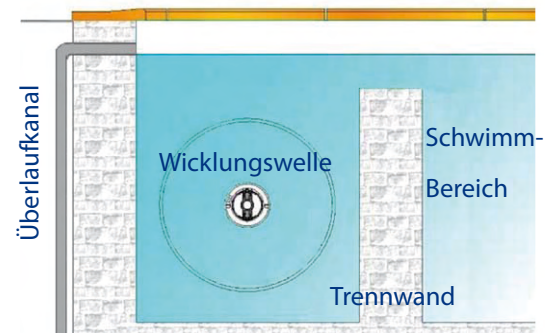 Überlaufkanal
Wicklungswelle
Schwimm-
Bereich
Trennwand